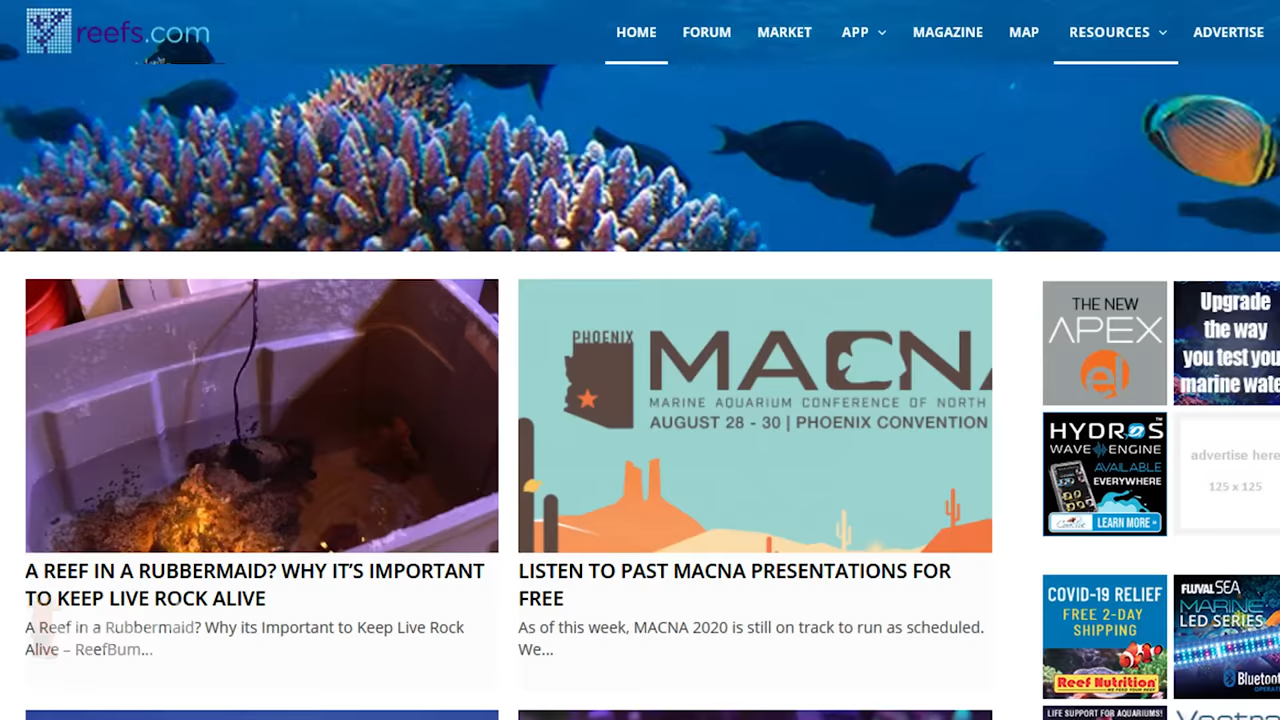 reefs.com
HOME FORUM MARKET APP MAGAZINE MAP RESOURCES ADVERTISE
PHOENIX
MACNA
MARINE AQUARIUM CONFERENCE OF NORTH
AUGUST 28 - 30 | PHOENIX CONVENTION
A REEF IN A RUBBERMAID? WHY IT'S IMPORTANT
TO KEEP LIVE ROCK ALIVE
A Reef in a Rubbermaid? Why its Important to Keep Live Rock
Alive – ReefBum...
LISTEN TO PAST MACNA PRESENTATIONS FOR
FREE
As of this week, MACNA 2020 is still on track to run as scheduled.
We...
THE NEW
APEX
Upgrade
the way
you test you
marine wate
HYDROS™
WAVE ENGINE
AVAILABLE
EVERYWHERE
LEARN MORE »
advertise here
125 x 125
COVID-19 RELIEF
FREE 2-DAY
SHIPPING
Reef Nutrition
FLUVAL SEA
MARINE
LED SERIES
Bluetoot
LIFE SUPPORT FOR AQUARIUMS!